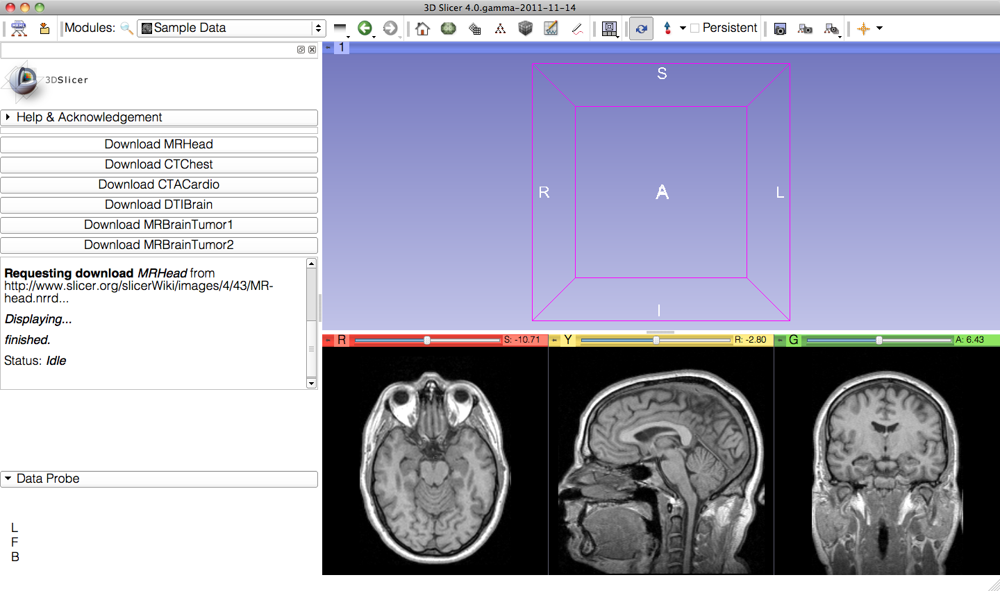 3D Slicer 4.0.gamma-2011-11-14
Modules:
Sample Data
Persistent
1
3DSlicer
Help & Acknowledgement
Download MRHead
Download CTChest
Download CTACardio
Download DTIBrain
Download MRBrainTumor1
Download MRBrainTumor2
Requesting download MRHead from
http://www.slicer.org/slicerWiki/images/4/43/MR-
head.nrrd...
Displaying...
finished.
Status: Idle
Data Probe
L
F
B
S
R
A
L
I
R
S: -10.71
Y
R: -2.80
G
A: 6.43